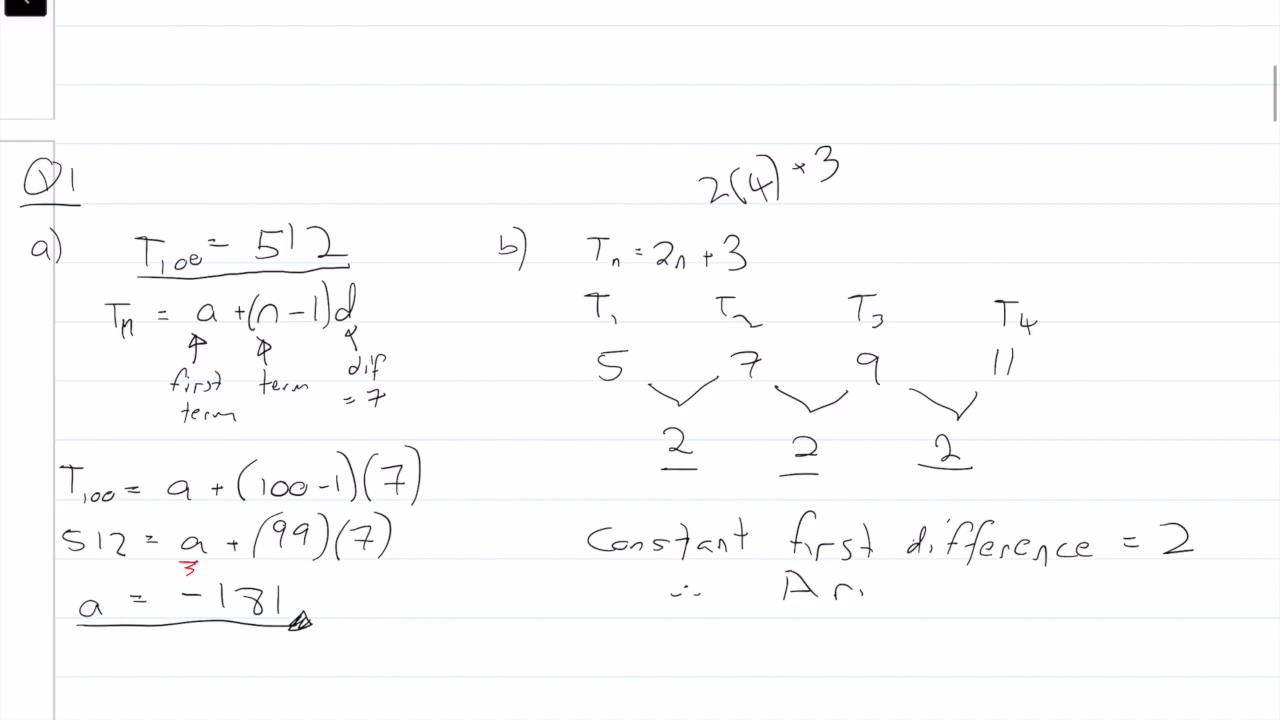 Q1
a)
T100 = 512
Tn = a + (n - 1)d
first term
term
dif = 7
T100 = a + (100 - 1)(7)
512 = a + (99)(7)
3
a = -181
2(4) + 3
b)
Tn = 2n + 3
T1 T2 T3 T4
5 7 9 11
2 2 2
Constant first difference = 2
∴ Ari